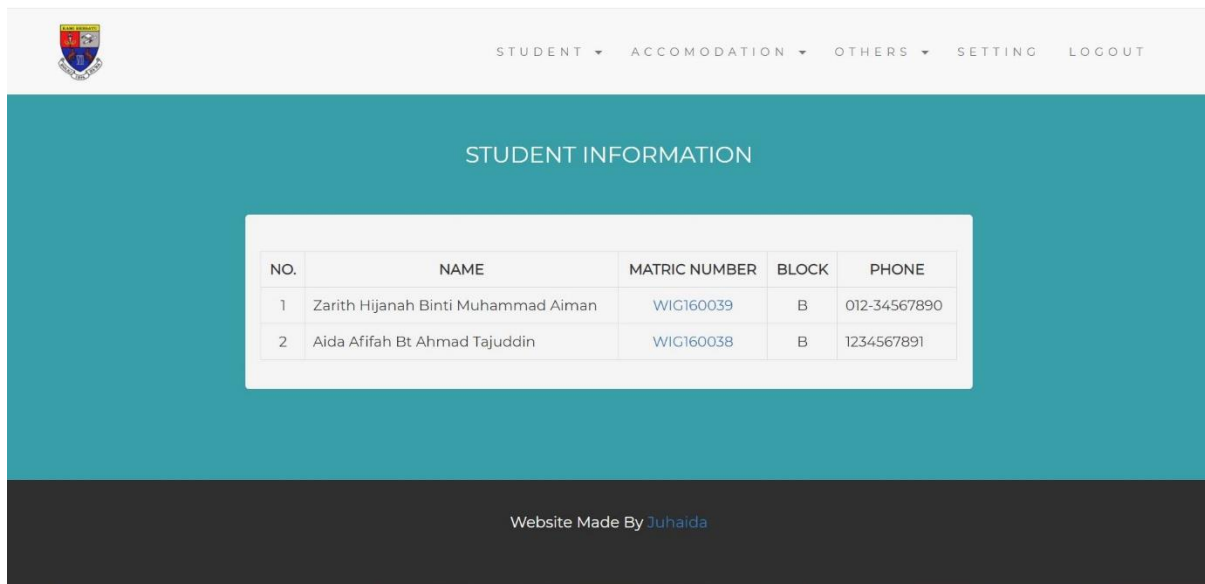 STUDENT ACCOMODATION OTHERS SETTING LOGOUT
STUDENT INFORMATION
NO. NAME MATRIC NUMBER BLOCK PHONE
1 Zarith Hijanah Binti Muhammad Aiman WIG160039 B 012-34567890
2 Aida Afifah Bt Ahmad Tajuddin WIG160038 B 1234567891
Website Made By Juhaida